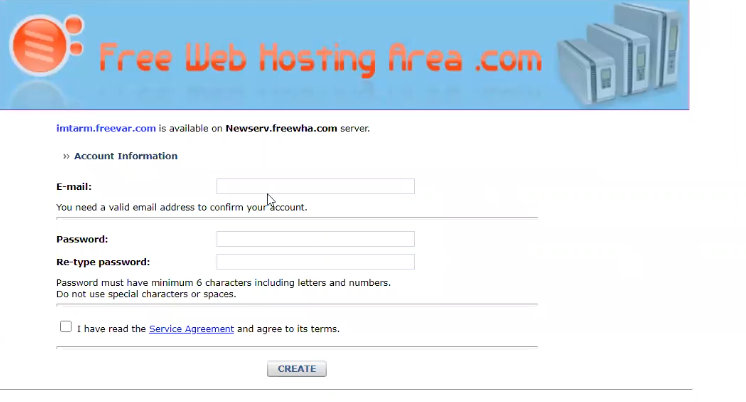 Free Web Hosting Area .com
imtarm.freevar.com is available on Newserv.freewha.com server.
›› Account Information
E-mail:
You need a valid email address to confirm your account.
Password:
Re-type password:
Password must have minimum 6 characters including letters and numbers.
Do not use special characters or spaces.
I have read the Service Agreement and agree to its terms.
CREATE